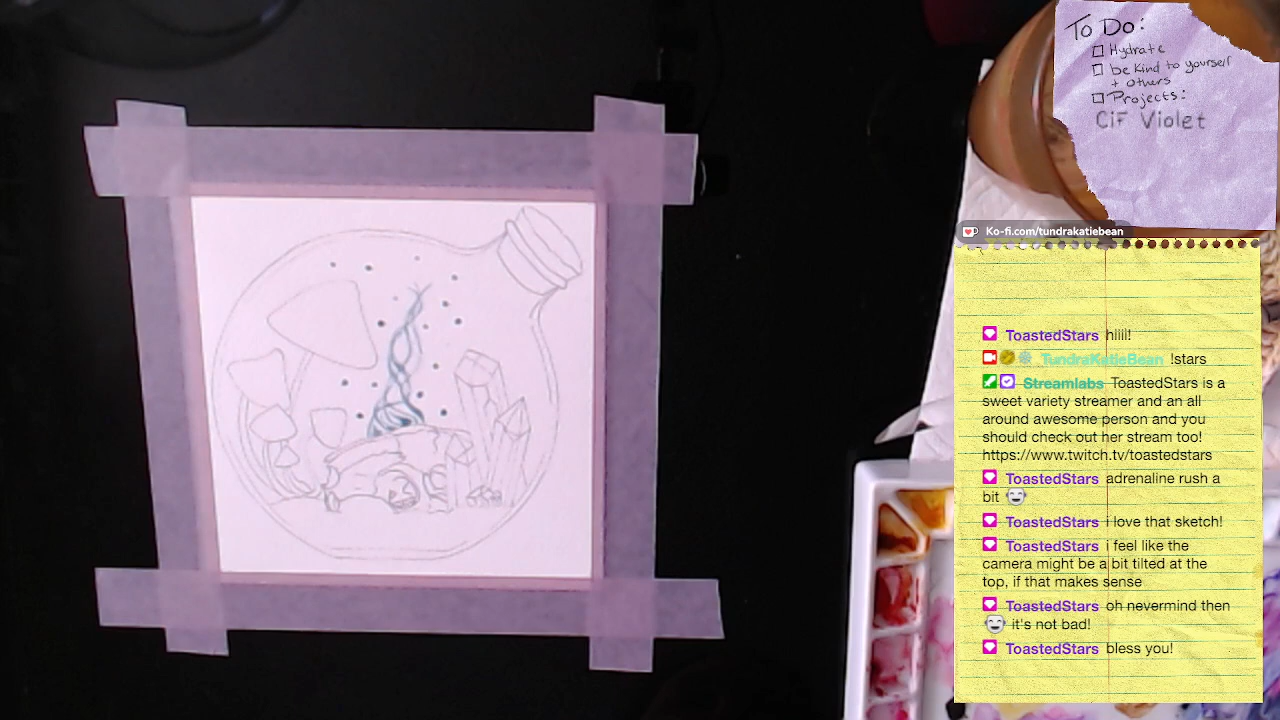 To Do:
Hydrate
be kind to yourself
+ others
Projects:
CiF Violet
Ko-fi.com/tundrakatiebean
ToastedStars hiiii!
TundraKatieBean !stars
Streamlabs ToastedStars is a
sweet variety streamer and an all
around awesome person and you
should check out her stream too!
https://www.twitch.tv/toastedstars
ToastedStars adrenaline rush a
bit
ToastedStars i love that sketch!
ToastedStars i feel like the
camera might be a bit tilted at the
top, if that makes sense
ToastedStars oh nevermind then
it's not bad!
ToastedStars bless you!